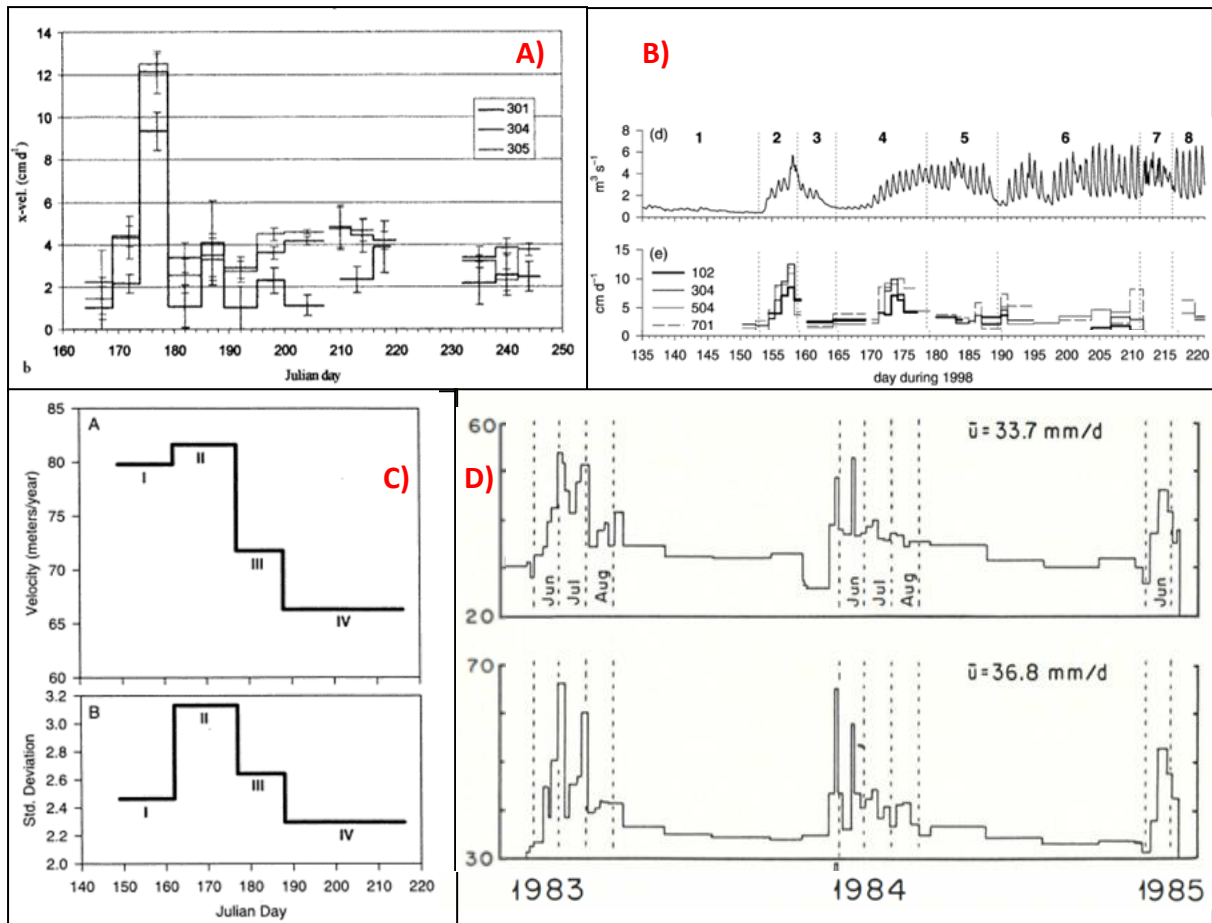 A)
14
12
10
8
6
4
2
0
x-vel. (cm d¹)
301
304
305
160 170 180 190 200 210 220 230 240 250
b
Julian day
B)
(d)
1 2 3 4 5 6 7 8
8
6
4
2
0
m³ s⁻¹
(e)
15
10
5
0
cm d⁻¹
102
304
504
701
135 140 145 150 155 160 165 170 175 180 185 190 195 200 205 210 215 220
day during 1998
C)
A
85
80
75
70
65
60
Velocity (meters/year)
I
II
III
IV
B
3.2
3.0
2.8
2.6
2.4
2.2
2.0
Std. Deviation
I
II
III
IV
140 150 160 170 180 190 200 210 220
Julian Day
D)
60
20
ū = 33.7 mm/d
Jun
Jul
Aug
Jun
Jul
Aug
Jun
70
30
ū = 36.8 mm/d
1983 1984 1985